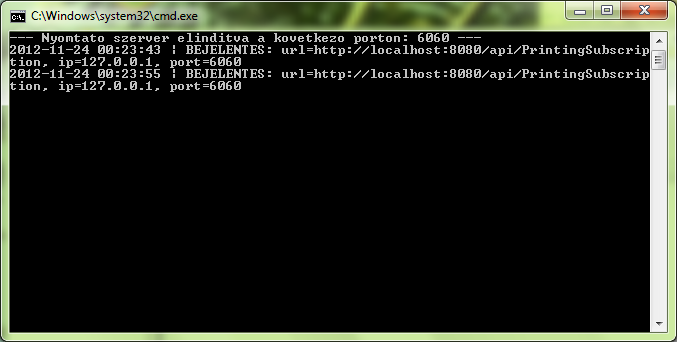 C:\Windows\system32\cmd.exe
--- Nyomtato szerver elinditva a kovetkezo porton: 6060 ---
2012-11-24 00:23:43 ¦ BEJELENTES: url=http://localhost:8080/api/PrintingSubscrip
tion, ip=127.0.0.1, port=6060
2012-11-24 00:23:55 ¦ BEJELENTES: url=http://localhost:8080/api/PrintingSubscrip
tion, ip=127.0.0.1, port=6060